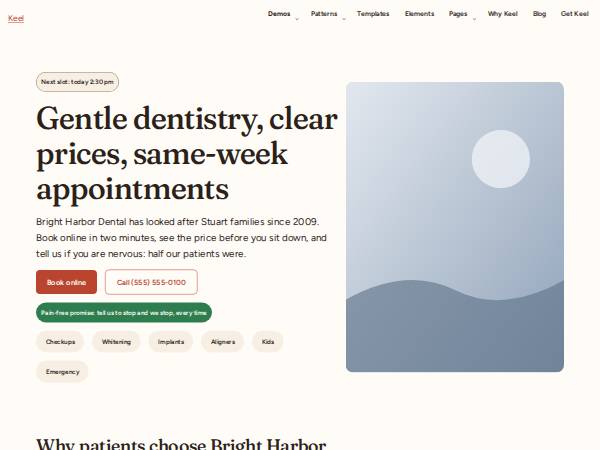 Keel
Demos Patterns Templates Elements Pages Why Keel Blog Get Keel
Next slot: today 2:30pm
Gentle dentistry, clear
prices, same-week
appointments
Bright Harbor Dental has looked after Stuart families since 2009.
Book online in two minutes, see the price before you sit down, and
tell us if you are nervous: half our patients were.
Book online Call (555) 555-0100
Pain-free promise: tell us to stop and we stop, every time
Checkups Whitening Implants Aligners Kids
Emergency
Why patients choose Bright Harbor